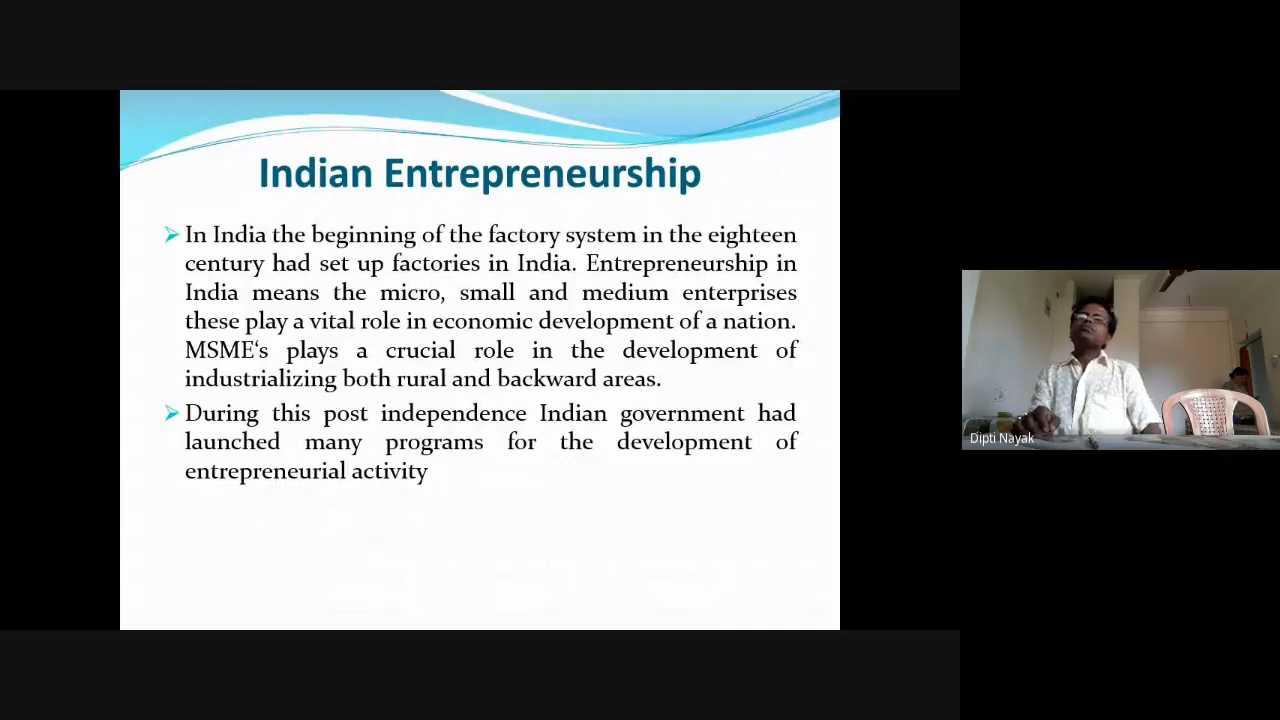 Indian Entrepreneurship
In India the beginning of the factory system in the eighteen
century had set up factories in India. Entrepreneurship in
India means the micro, small and medium enterprises
these play a vital role in economic development of a nation.
MSME‘s plays a crucial role in the development of
industrializing both rural and backward areas.
During this post independence Indian government had
launched many programs for the development of
entrepreneurial activity
Dipti Nayak